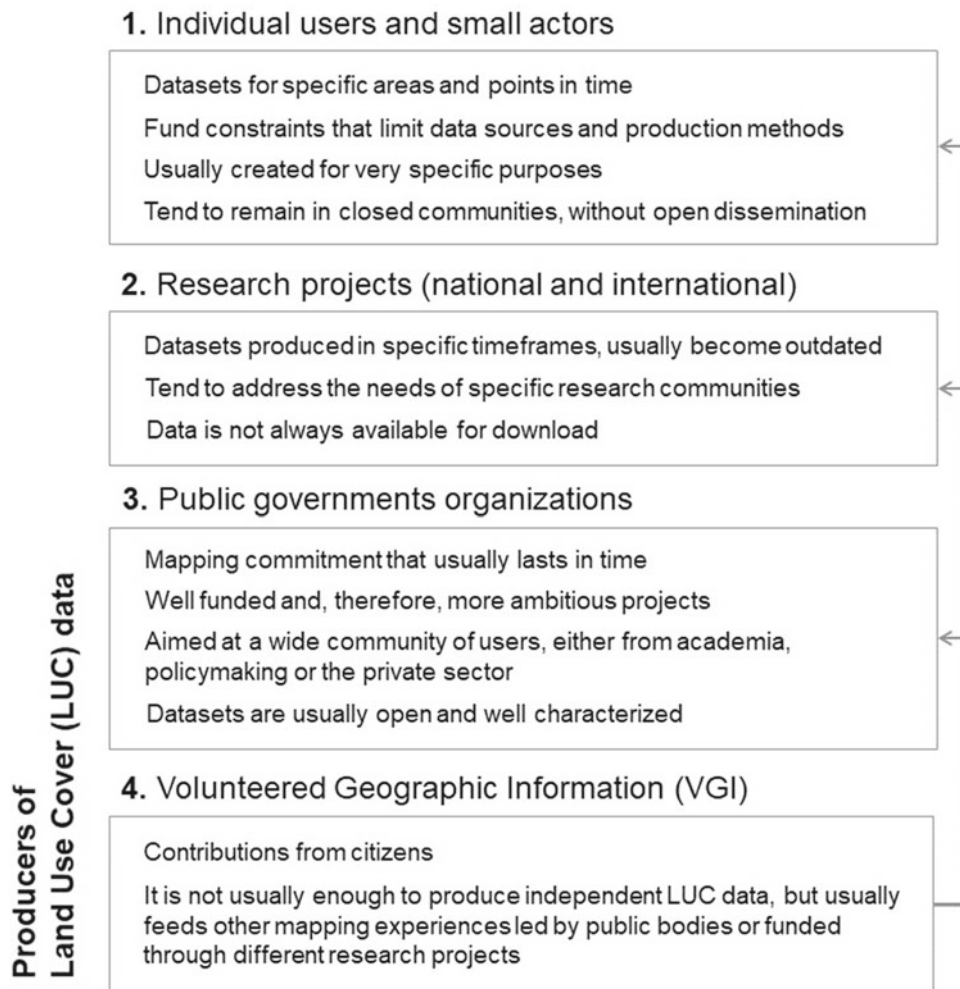 1. Individual users and small actors
Datasets for specific areas and points in time
Fund constraints that limit data sources and production methods
Usually created for very specific purposes
Tend to remain in closed communities, without open dissemination
2. Research projects (national and international)
Datasets produced in specific timeframes, usually become outdated
Tend to address the needs of specific research communities
Data is not always available for download
3. Public governments organizations
Mapping commitment that usually lasts in time
Well funded and, therefore, more ambitious projects
Aimed at a wide community of users, either from academia,
policymaking or the private sector
Datasets are usually open and well characterized
4. Volunteered Geographic Information (VGI)
Contributions from citizens
It is not usually enough to produce independent LUC data, but usually
feeds other mapping experiences led by public bodies or funded
through different research projects
Producers of
Land Use Cover (LUC) data